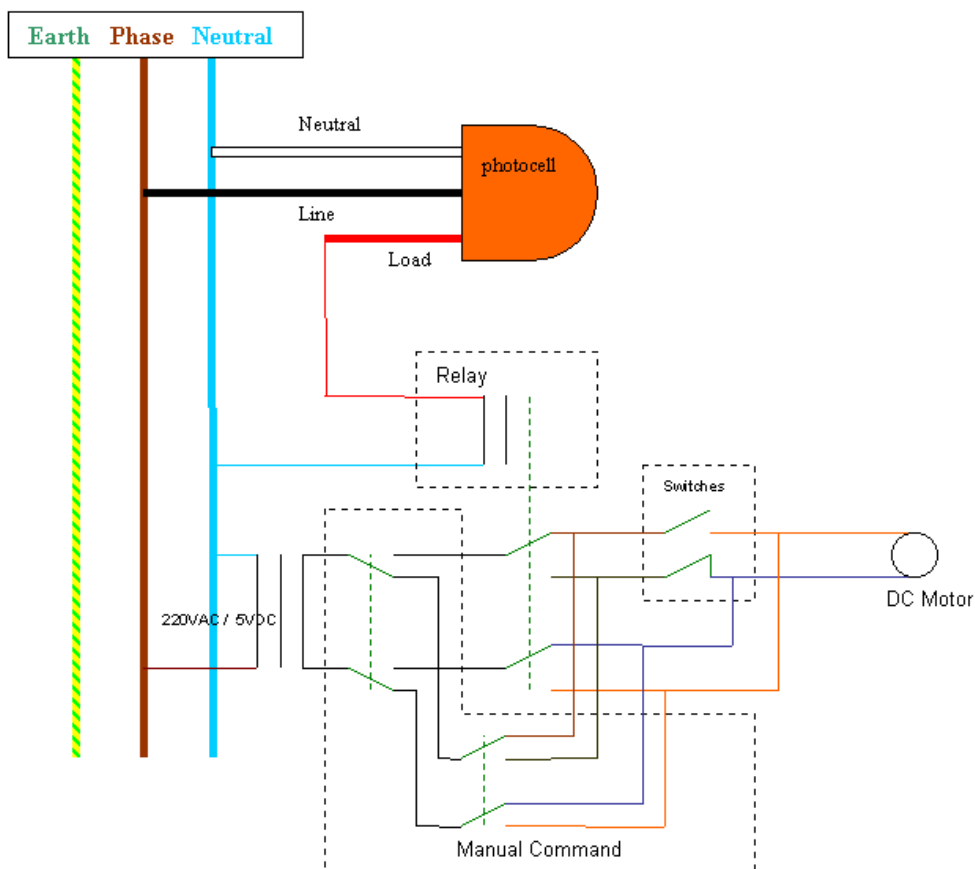 Earth Phase Neutral
Neutral
photocell
Line
Load
Relay
Switches
220VAC / 5VDC
DC Motor
Manual Command